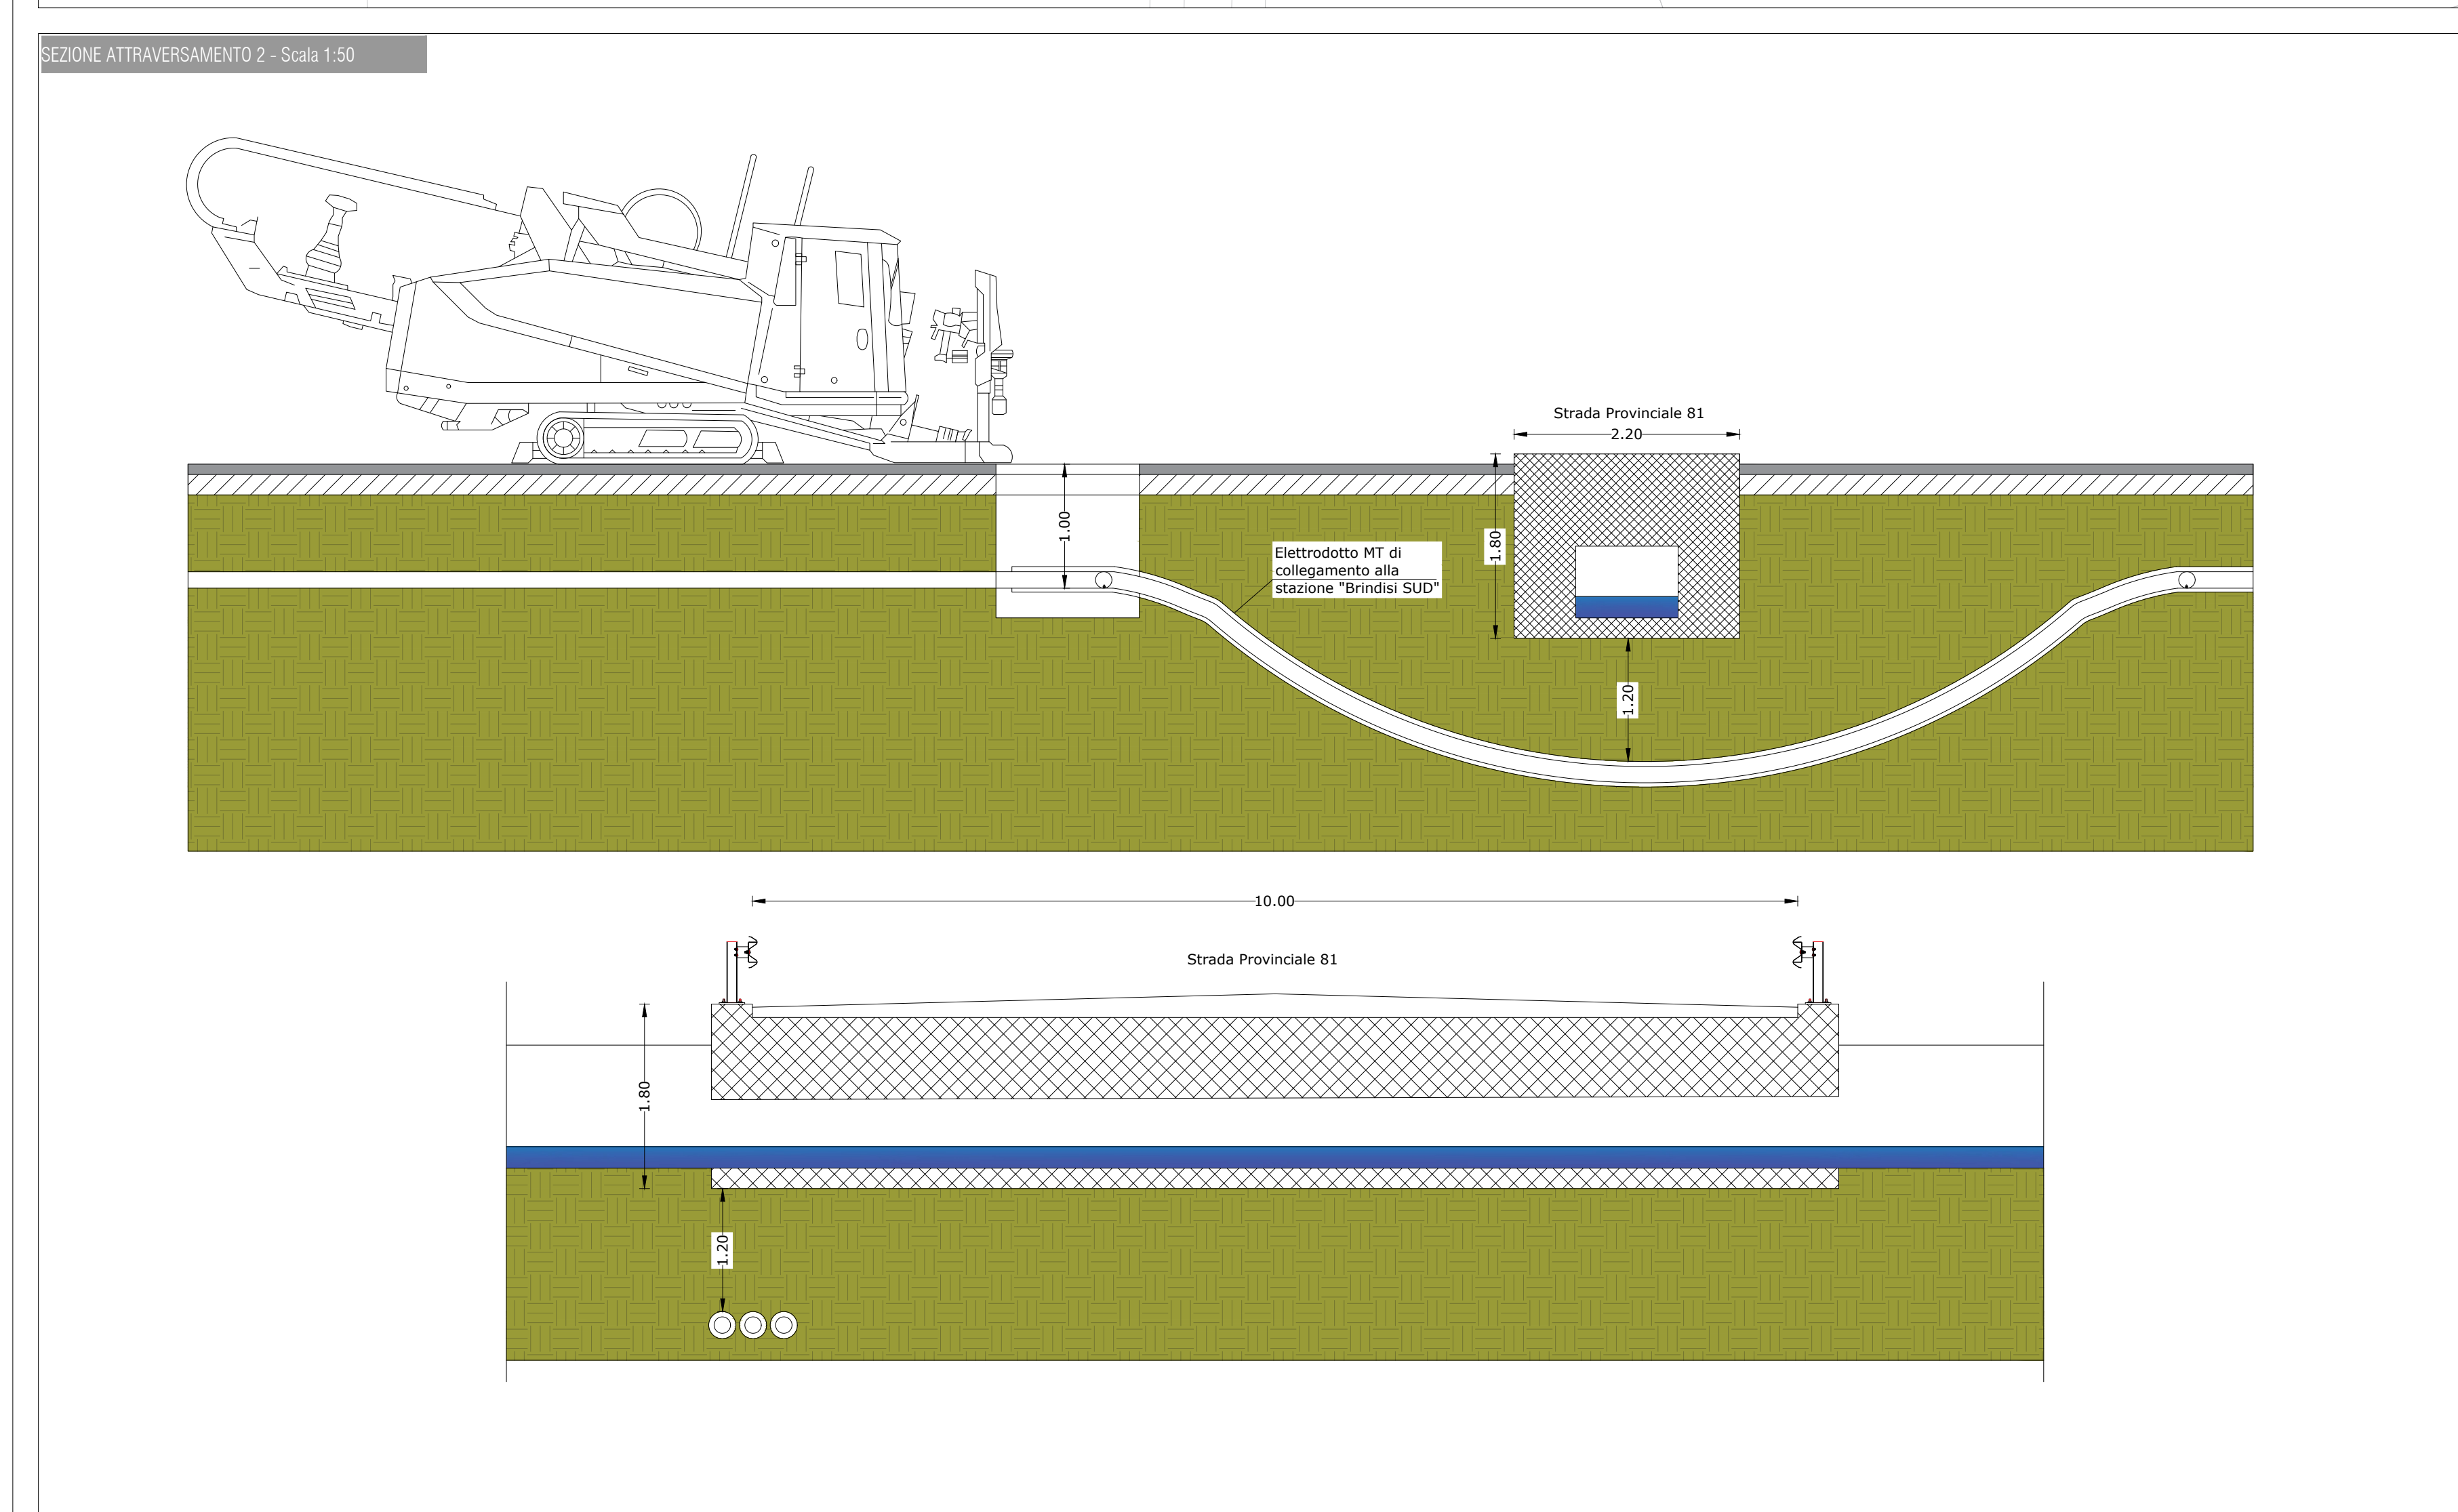 SEZIONE ATTRAVERSAMENTO 2 - Scala 1:50
Strada Provinciale 81
2.20
1.00
1.80
Elettrodotto MT di
collegamento alla
stazione "Brindisi SUD"
1.20
10.00
Strada Provinciale 81
1.80
1.20